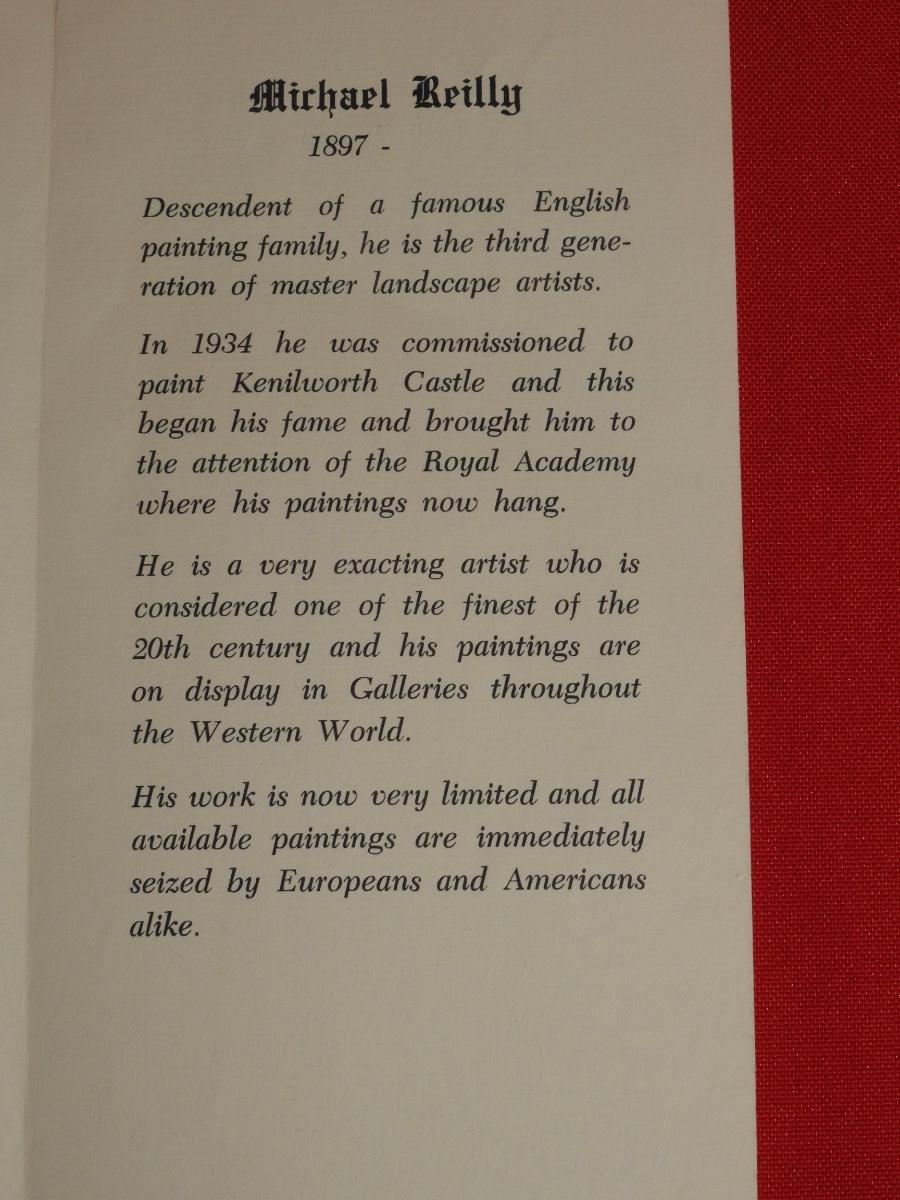 Michael Reilly
1897 -
Descendent of a famous English
painting family, he is the third gene-
ration of master landscape artists.
In 1934 he was commissioned to
paint Kenilworth Castle and this
began his fame and brought him to
the attention of the Royal Academy
where his paintings now hang.
He is a very exacting artist who is
considered one of the finest of the
20th century and his paintings are
on display in Galleries throughout
the Western World.
His work is now very limited and all
available paintings are immediately
seized by Europeans and Americans
alike.